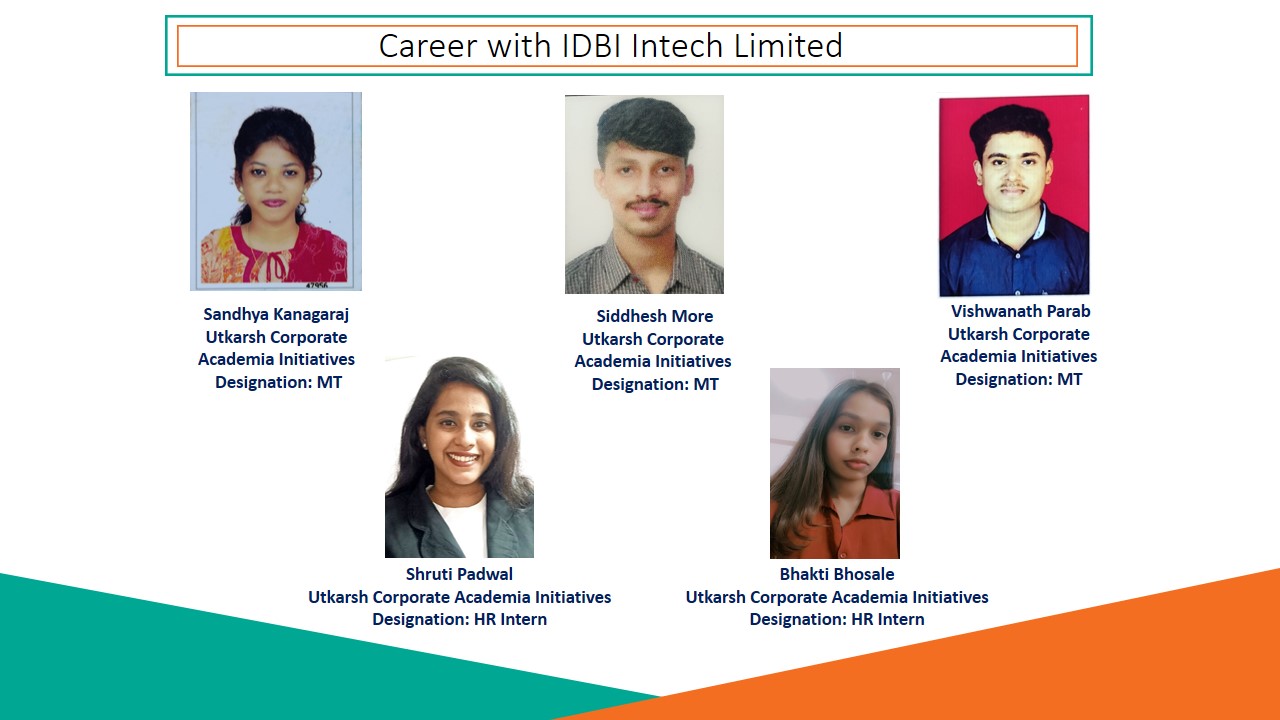 Career with IDBI Intech Limited
Sandhya Kanagaraj
Utkarsh Corporate
Academia Initiatives
Designation: MT
Siddhesh More
Utkarsh Corporate
Academia Initiatives
Designation: MT
Vishwanath Parab
Utkarsh Corporate
Academia Initiatives
Designation: MT
Shruti Padwal
Utkarsh Corporate Academia Initiatives
Designation: HR Intern
Bhakti Bhosale
Utkarsh Corporate Academia Initiatives
Designation: HR Intern